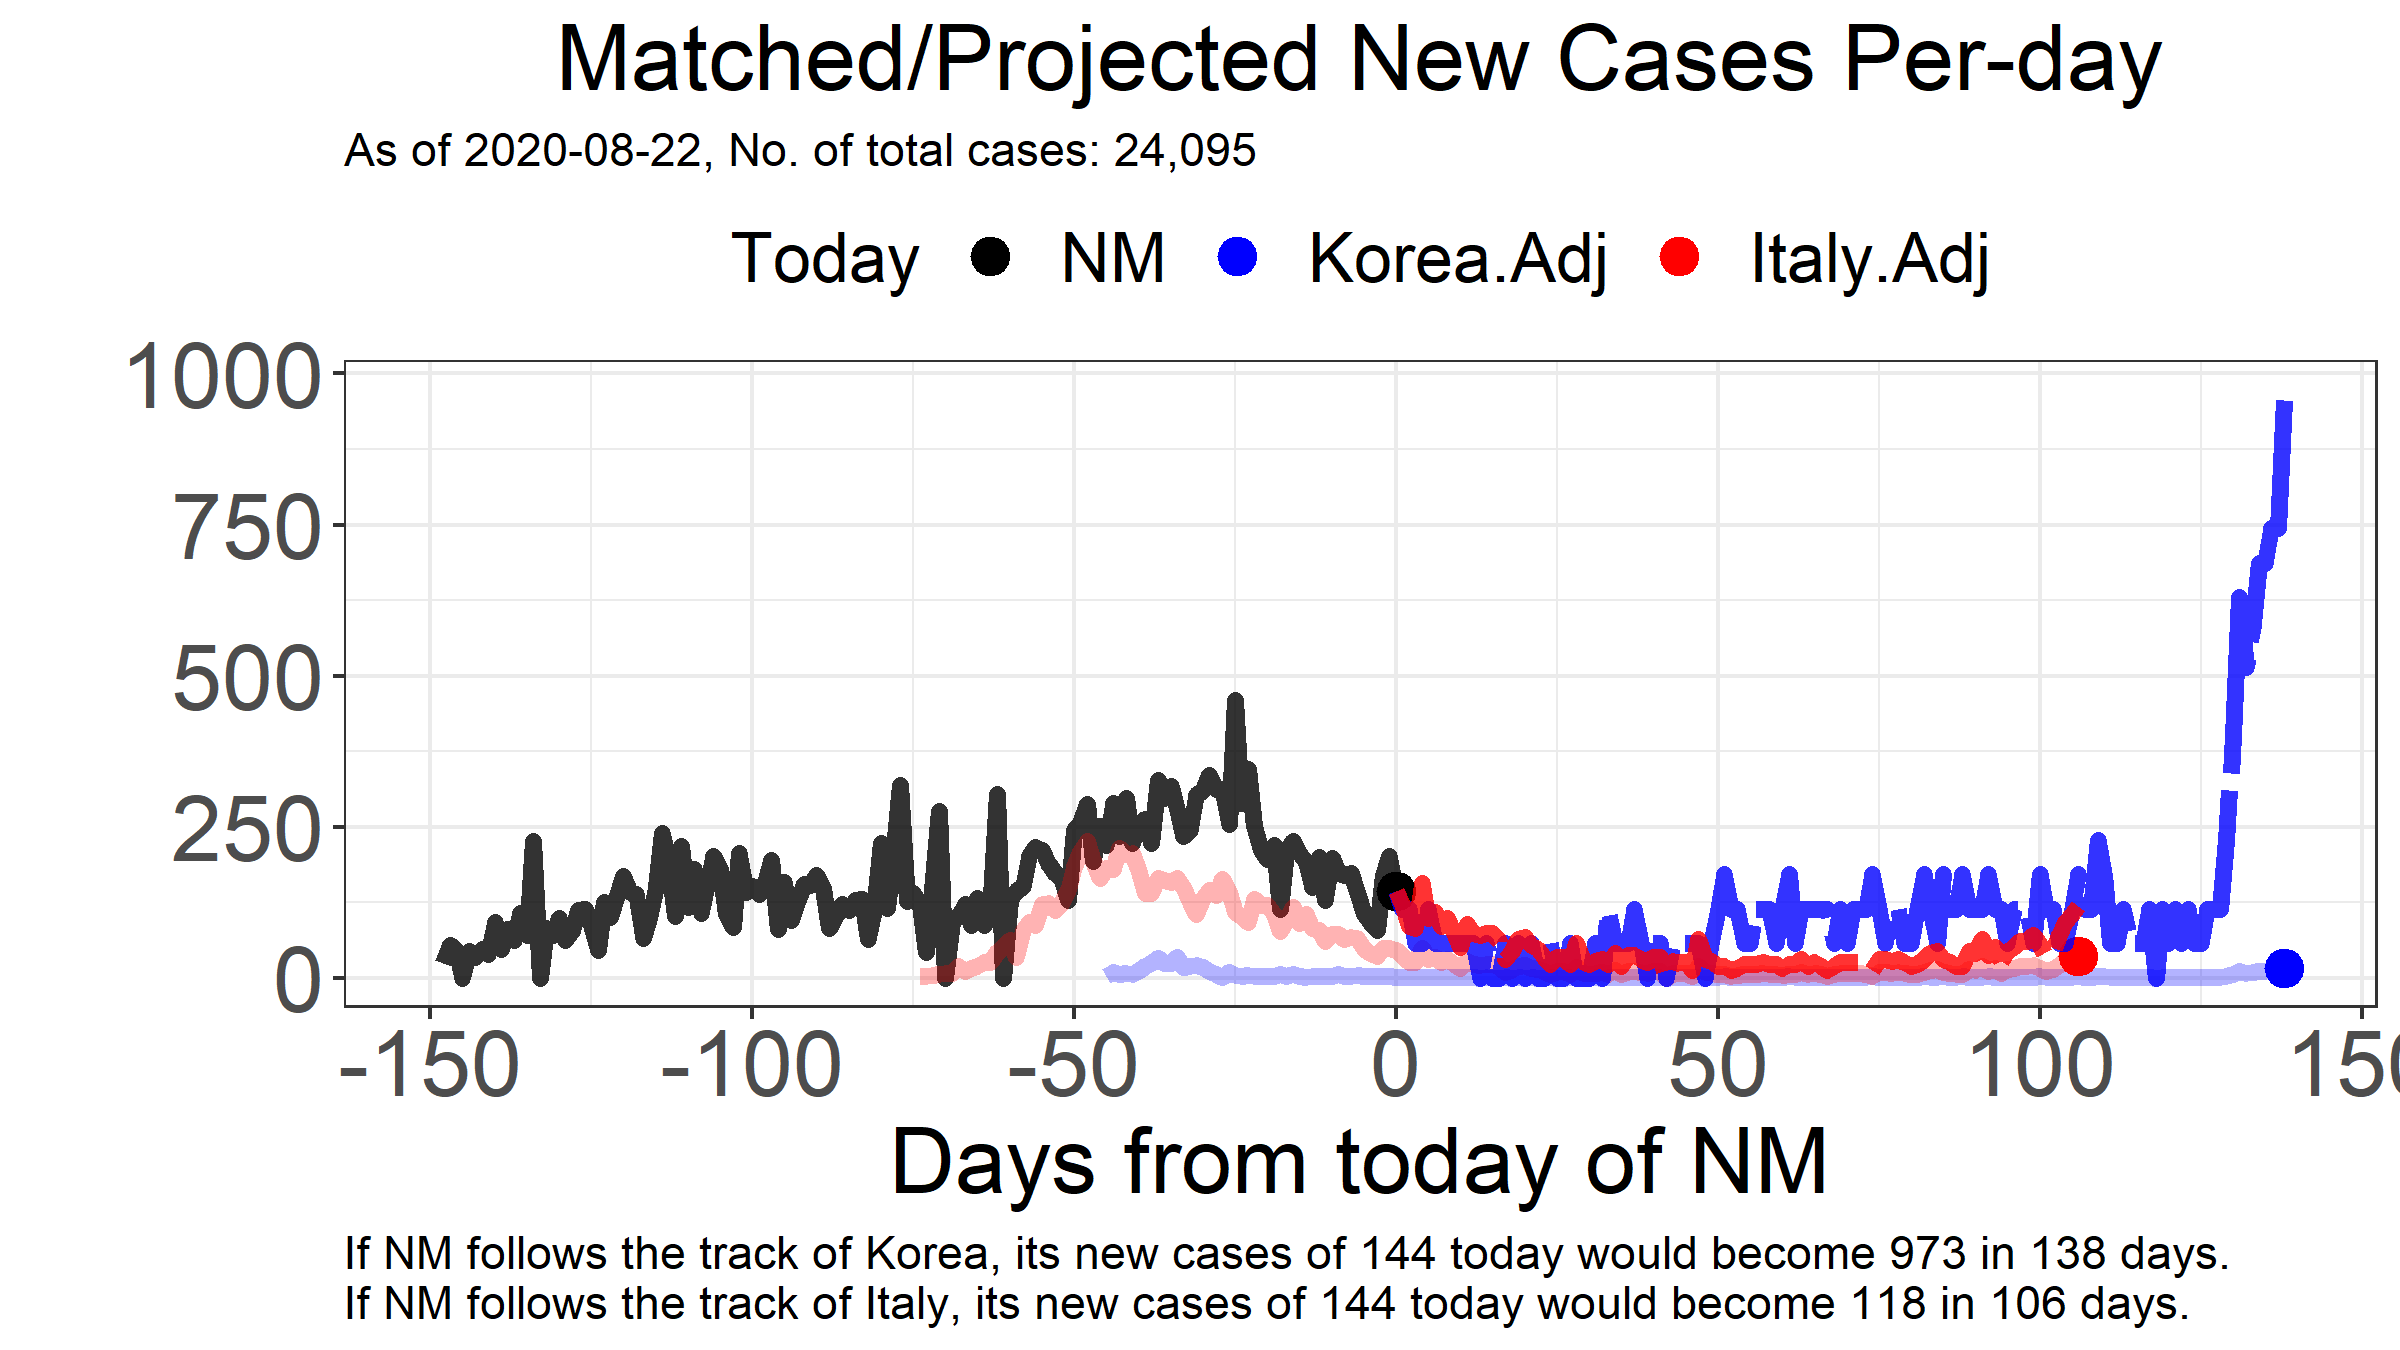 Matched/Projected New Cases Per-day
As of 2020-08-22, No. of total cases: 24,095
Today NM Korea.Adj Italy.Adj
1000
750
500
250
0
-150 -100 -50 0 50 100 150
Days from today of NM
If NM follows the track of Korea, its new cases of 144 today would become 973 in 138 days.
If NM follows the track of Italy, its new cases of 144 today would become 118 in 106 days.